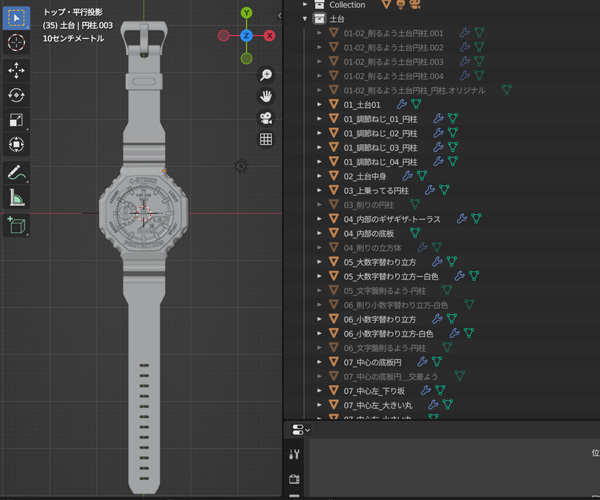 トップ・平行投影
(35) 土台 | 円柱.003
10センチメートル
Y
X
Z
Collection
土台
01-02_削るよう土台円柱.001
01-02_削るよう土台円柱.002
01-02_削るよう土台円柱.003
01-02_削るよう土台円柱.004
01-02_削るよう土台円柱_円柱.オリジナル
01_土台01
01_調節ねじ_01_円柱
01_調節ねじ_02_円柱
01_調節ねじ_03_円柱
01_調節ねじ_04_円柱
02_土台中身
03_上乗ってる円柱
03_削りの円柱
04_内部のギザギザ-トーラス
04_内部の底板
04_削りの立方体
05_大数字替わり立方
05_大数字替わり立方ー白色
05_文字盤削るよう-円柱
06_削り小数字替わり立方-白色
06_小数字替わり立方
06_小数字替わり立方-白色
06_文字盤削るよう-円柱
07_中心の底板円
07_中心の底板円__交差よう
07_中心左_下り坂
07_中心左_大きい丸
位